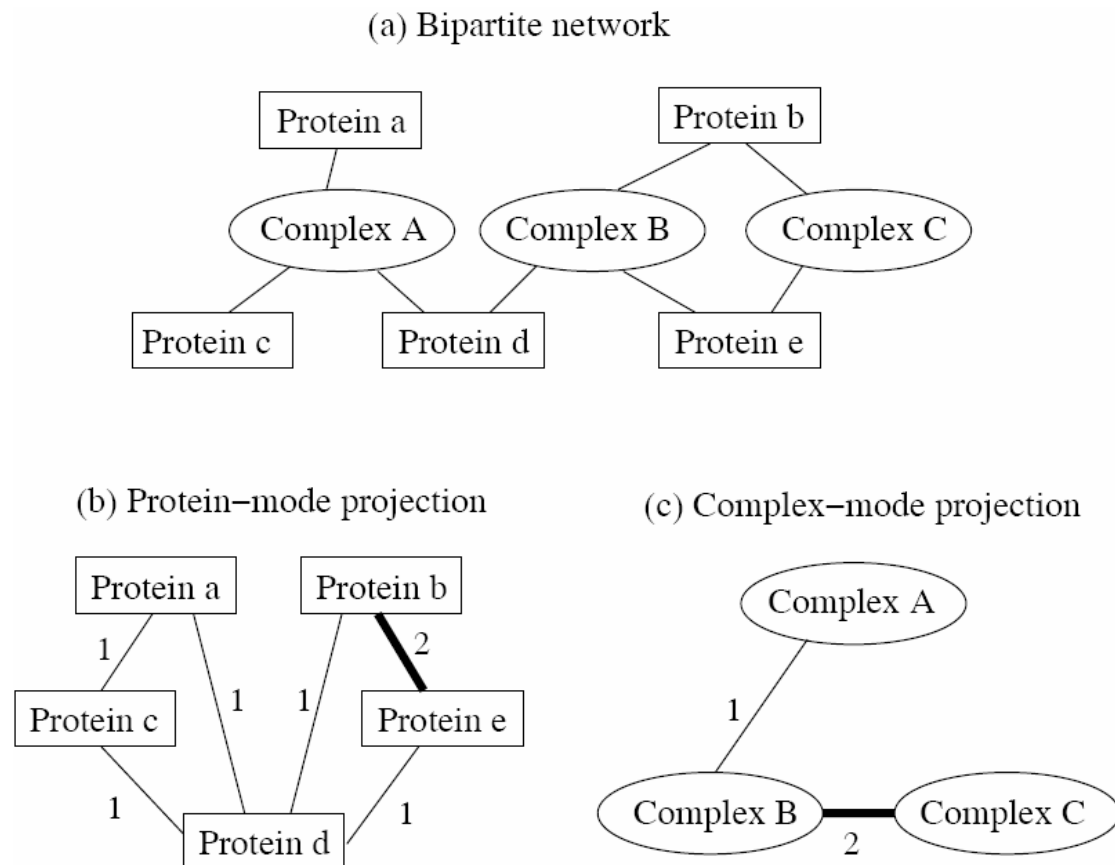 (a) Bipartite network
Protein a
Protein b
Complex A
Complex B
Complex C
Protein c
Protein d
Protein e
(b) Protein−mode projection
Protein a
Protein b
1
2
1
1
Protein c
Protein e
1
1
Protein d
(c) Complex−mode projection
Complex A
1
Complex B
Complex C
2